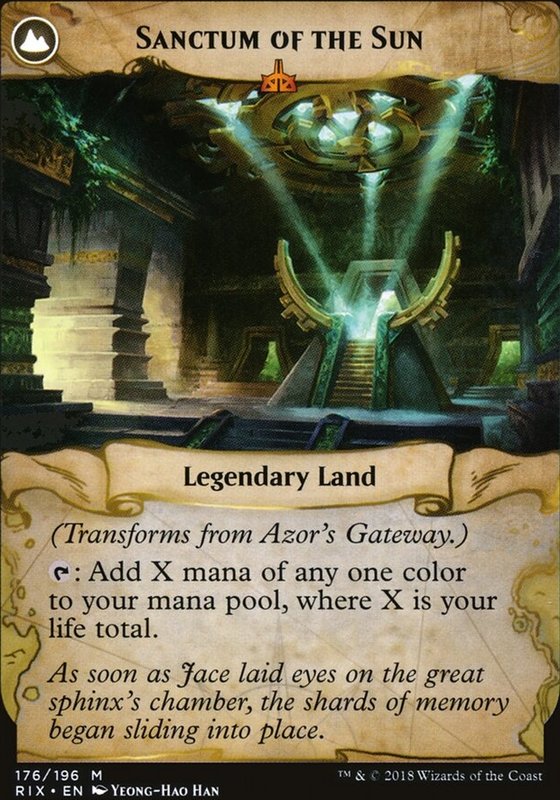 Sanctum of the Sun
Legendary Land
(Transforms from Azor's Gateway.)
: Add X mana of any one color
to your mana pool, where X is your
life total.
As soon as Jace laid eyes on the great
sphinx's chamber, the shards of memory
began sliding into place.
176/196 M
RIX • EN Yeong-Hao Han
™ & © 2018 Wizards of the Coast